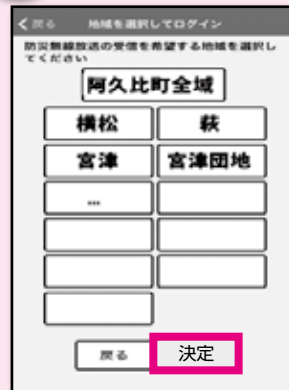 < 戻る 地域を選択してログイン
防災無線放送の受信を希望する地域を選択し
てください
阿久比町全域
横松 萩
宮津 宮津団地
...
戻る 決定